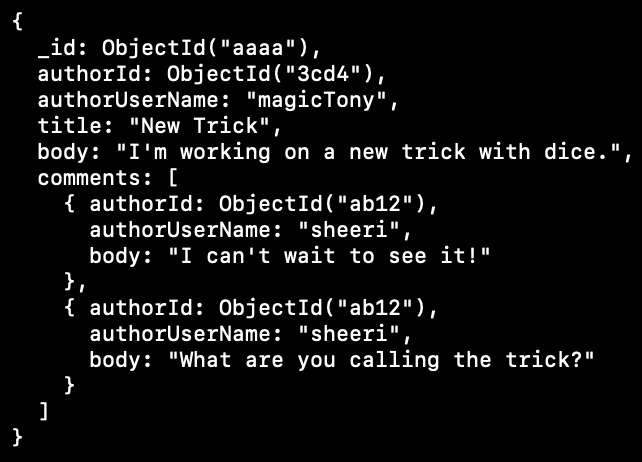 {
  _id: ObjectId("aaaa"),
  authorId: ObjectId("3cd4"),
  authorUserName: "magicTony",
  title: "New Trick",
  body: "I'm working on a new trick with dice.",
  comments: [
    { authorId: ObjectId("ab12"),
      authorUserName: "sheeri",
      body: "I can't wait to see it!"
    },
    { authorId: ObjectId("ab12"),
      authorUserName: "sheeri",
      body: "What are you calling the trick?"
    }
  ]
}